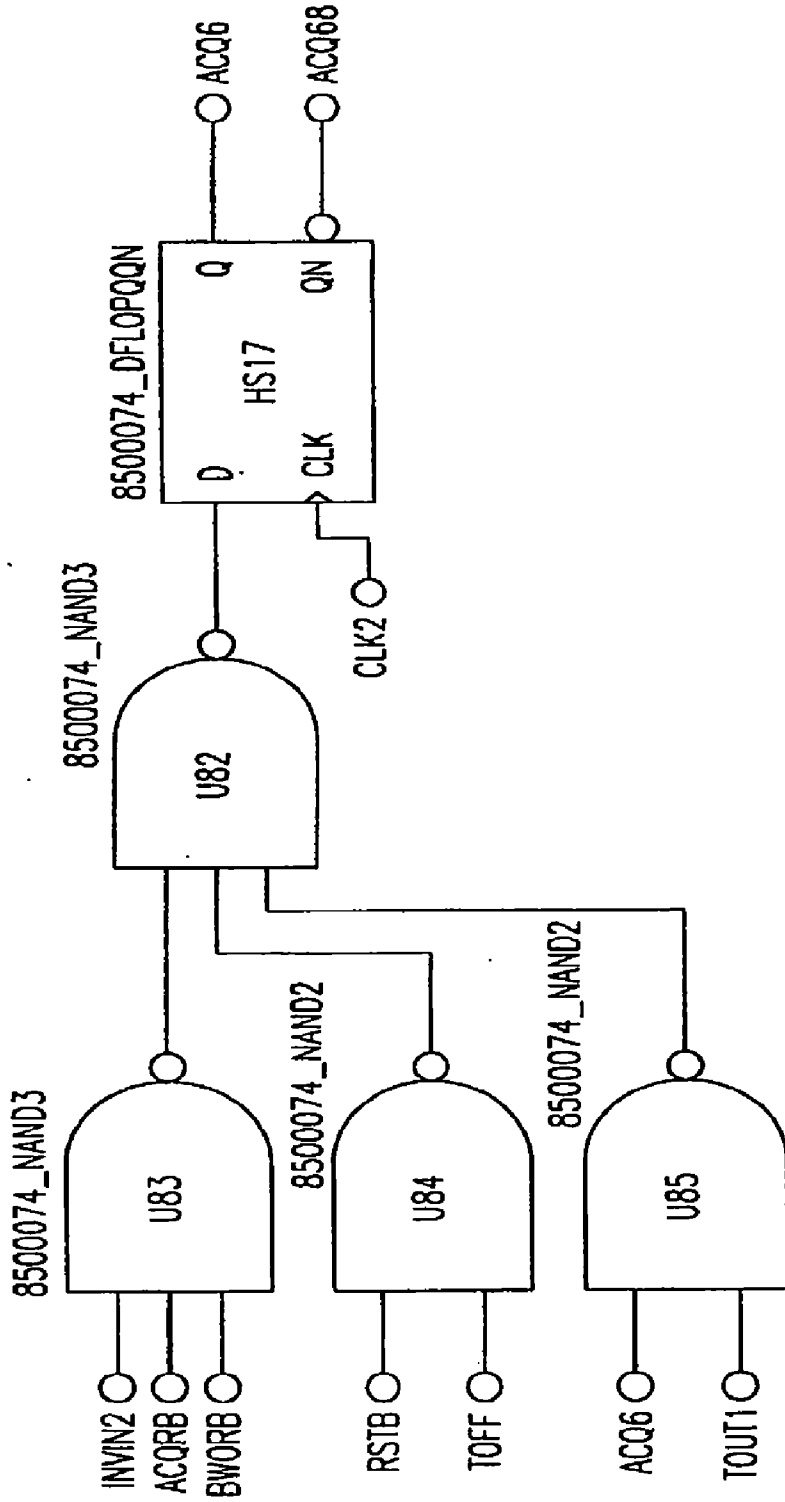 8500074_NAND3
U83
INVIN2
ACQRB
BWORB
8500074_NAND2
U84
RSTB
TOFF
8500074_NAND2
U85
ACQ6
TOUT1
8500074_NAND3
U82
8500074_DFLOPQQN
D
Q
HS17
CLK
QN
CLK2
ACQ6
ACQ68